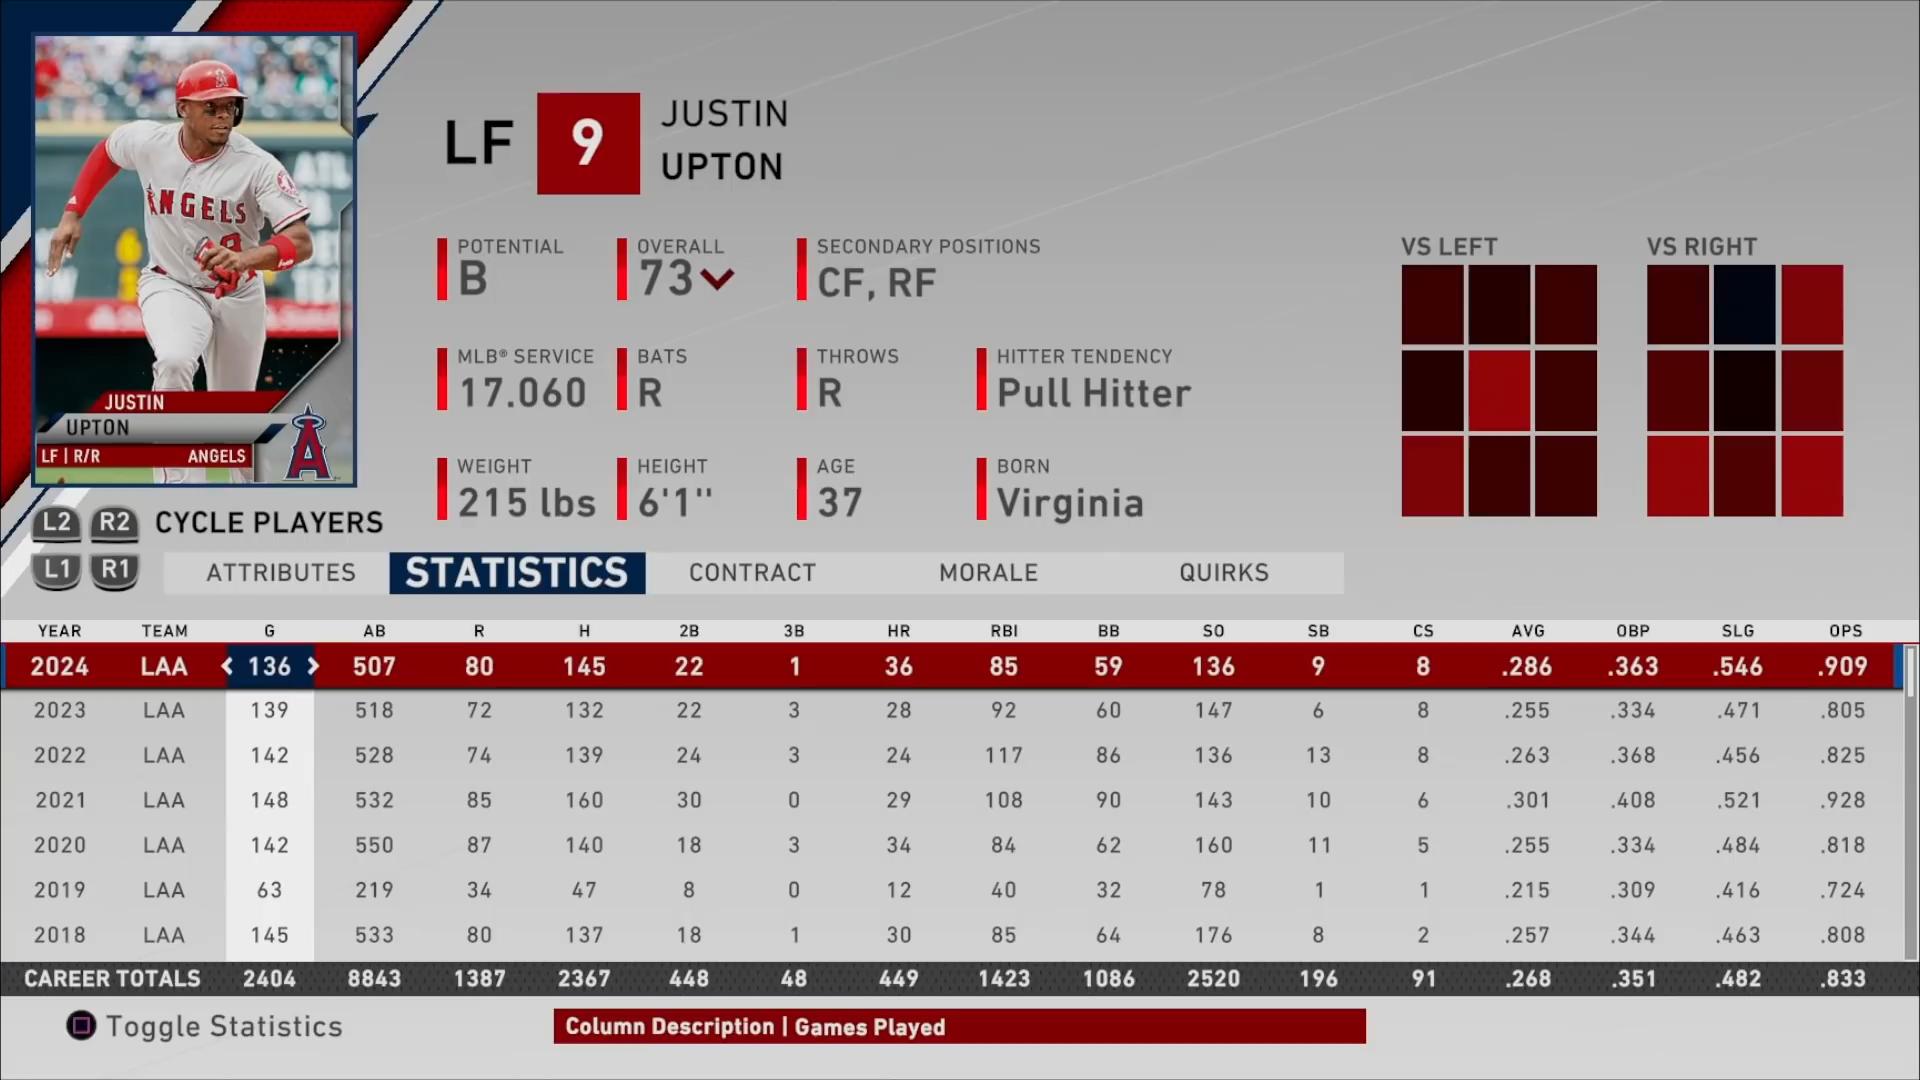 ANGELS
JUSTIN
UPTON
LF | R/R ANGELS
LF 9 JUSTIN
UPTON
POTENTIAL OVERALL SECONDARY POSITIONS
B 73 CF, RF
MLB® SERVICE BATS THROWS HITTER TENDENCY
17.060 R R Pull Hitter
WEIGHT HEIGHT AGE BORN
215 lbs 6'1" 37 Virginia
VS LEFT VS RIGHT
L2 R2 CYCLE PLAYERS
L1 R1 ATTRIBUTES STATISTICS CONTRACT MORALE QUIRKS
YEAR TEAM G AB R H 2B 3B HR RBI BB SO SB CS AVG OBP SLG OPS
2024 LAA < 136 > 507 80 145 22 1 36 85 59 136 9 8 .286 .363 .546 .909
2023 LAA 139 518 72 132 22 3 28 92 60 147 6 8 .255 .334 .471 .805
2022 LAA 142 528 74 139 24 3 24 117 86 136 13 8 .263 .368 .456 .825
2021 LAA 148 532 85 160 30 0 29 108 90 143 10 6 .301 .408 .521 .928
2020 LAA 142 550 87 140 18 3 34 84 62 160 11 5 .255 .334 .484 .818
2019 LAA 63 219 34 47 8 0 12 40 32 78 1 1 .215 .309 .416 .724
2018 LAA 145 533 80 137 18 1 30 85 64 176 8 2 .257 .344 .463 .808
CAREER TOTALS 2404 8843 1387 2367 448 48 449 1423 1086 2520 196 91 .268 .351 .482 .833
Toggle Statistics
Column Description | Games Played